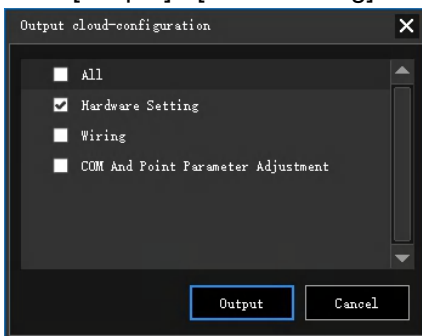 Output cloud-configuration
All
Hardware Setting
Wiring
COM And Point Parameter Adjustment
Output Cancel